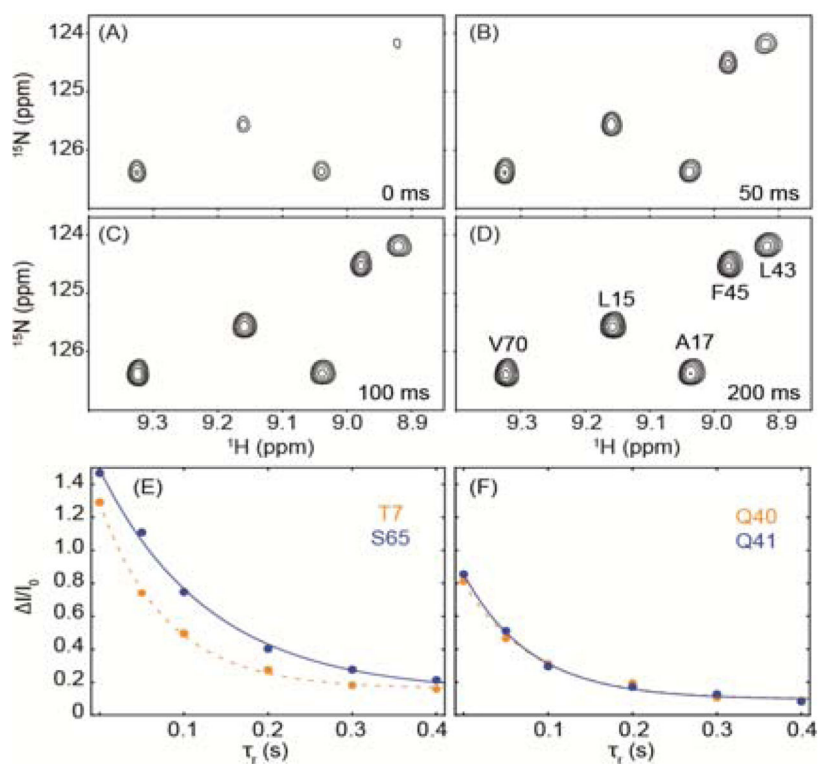 (A)
124
125
126
¹⁵N (ppm)
0 ms
(B)
50 ms
(C)
124
125
126
¹⁵N (ppm)
100 ms
9.3 9.2 9.1 9.0 8.9
¹H (ppm)
(D)
L43
F45
L15
V70 A17
200 ms
9.3 9.2 9.1 9.0 8.9
¹H (ppm)
(E)
T7
S65
1.4
1.2
1.0
0.8
0.6
0.4
0.2
0
ΔI/I₀
0.1 0.2 0.3 0.4
τᵣ (s)
(F)
Q40
Q41
0.1 0.2 0.3 0.4
τᵣ (s)